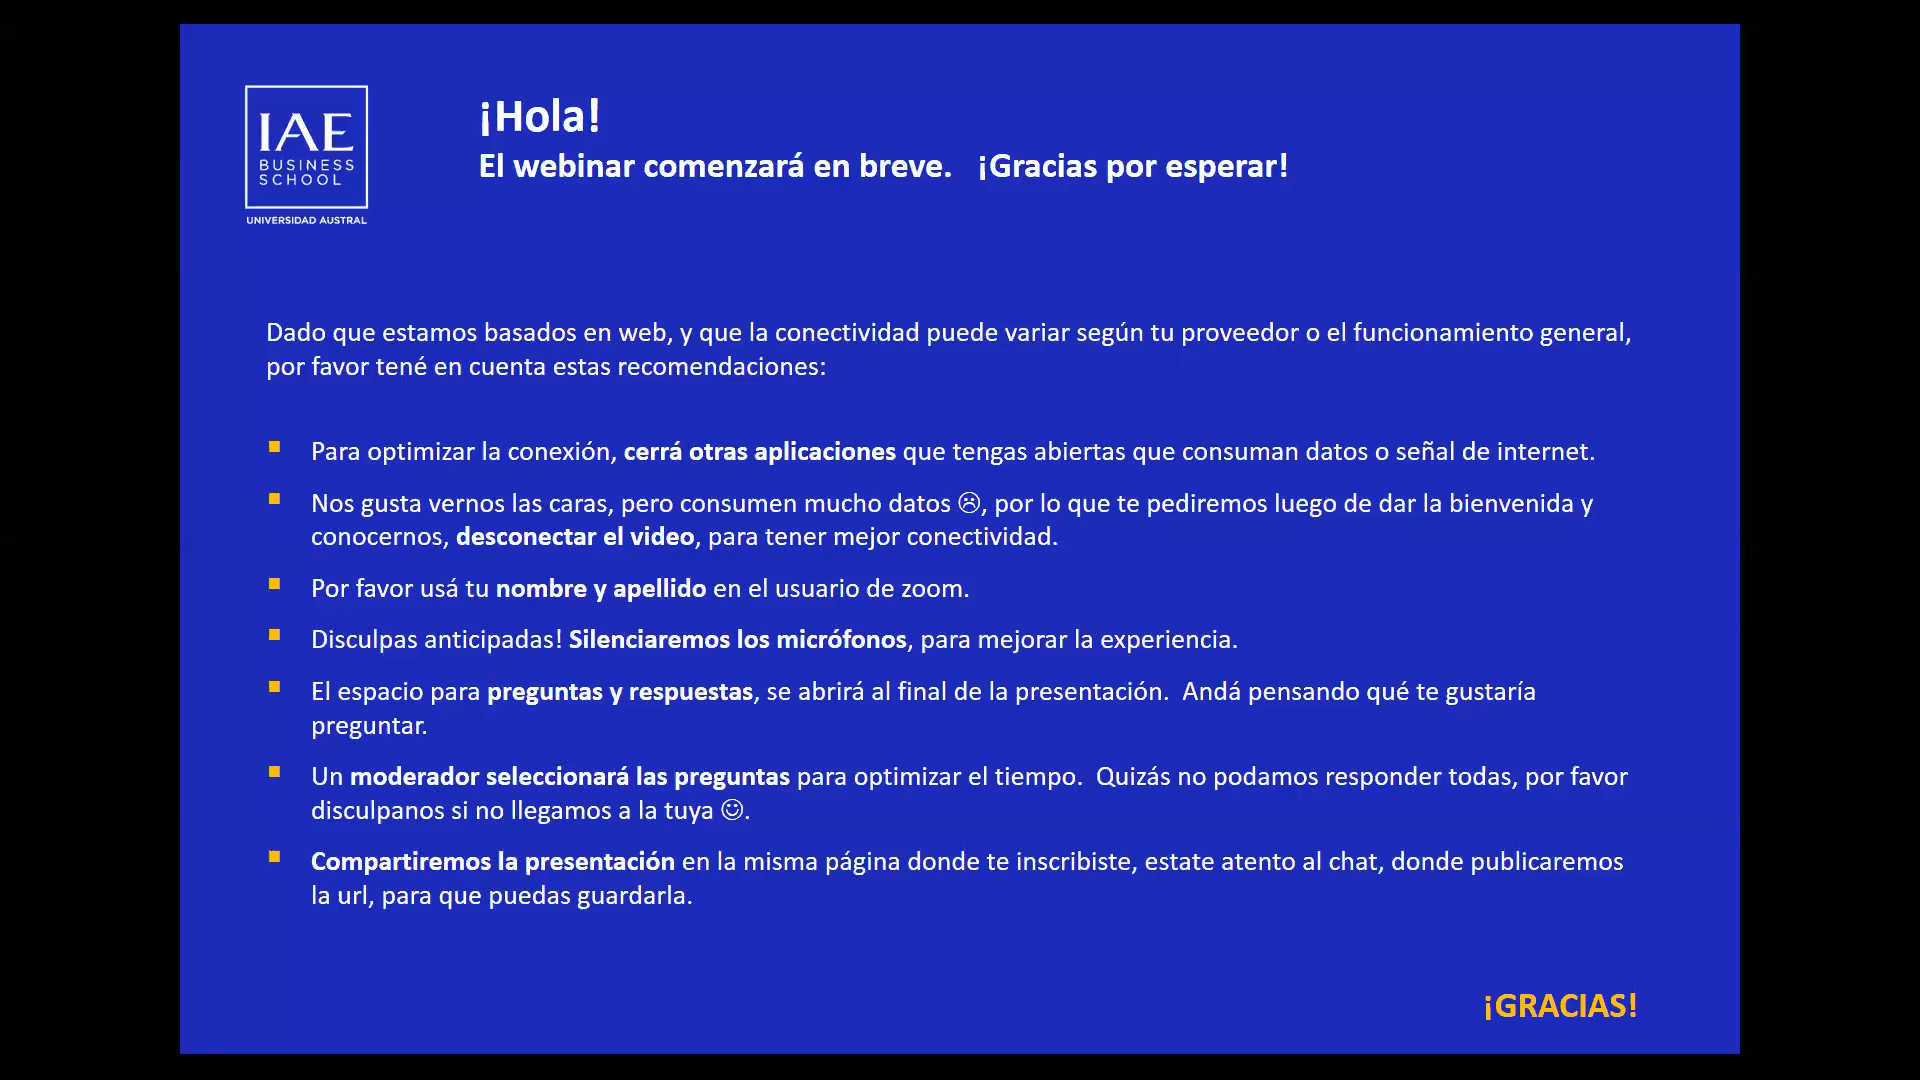 IAE
BUSINESS
SCHOOL
UNIVERSIDAD AUSTRAL
¡Hola!
El webinar comenzará en breve.   ¡Gracias por esperar!
Dado que estamos basados en web, y que la conectividad puede variar según tu proveedor o el funcionamiento general,
por favor tené en cuenta estas recomendaciones:
▪ Para optimizar la conexión, cerrá otras aplicaciones que tengas abiertas que consuman datos o señal de internet.
▪ Nos gusta vernos las caras, pero consumen mucho datos ☹, por lo que te pediremos luego de dar la bienvenida y
conocernos, desconectar el video, para tener mejor conectividad.
▪ Por favor usá tu nombre y apellido en el usuario de zoom.
▪ Disculpas anticipadas! Silenciaremos los micrófonos, para mejorar la experiencia.
▪ El espacio para preguntas y respuestas, se abrirá al final de la presentación.  Andá pensando qué te gustaría
preguntar.
▪ Un moderador seleccionará las preguntas para optimizar el tiempo.  Quizás no podamos responder todas, por favor
disculpanos si no llegamos a la tuya ☺.
▪ Compartiremos la presentación en la misma página donde te inscribiste, estate atento al chat, donde publicaremos
la url, para que puedas guardarla.
¡GRACIAS!